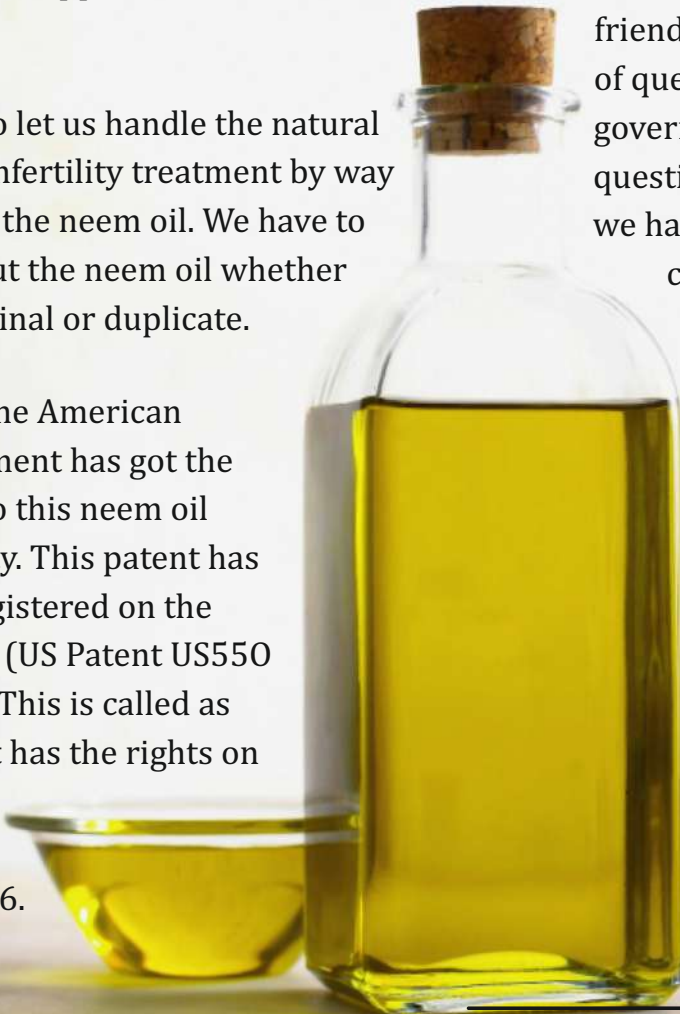 o let us handle the natural
nfertility treatment by way
the neem oil. We have to
ut the neem oil whether
inal or duplicate.
ne American
ment has got the
o this neem oil
y. This patent has
gistered on the
(US Patent US55O
This is called as
t has the rights on
6.
friend
of que
gover
questi
we ha
c